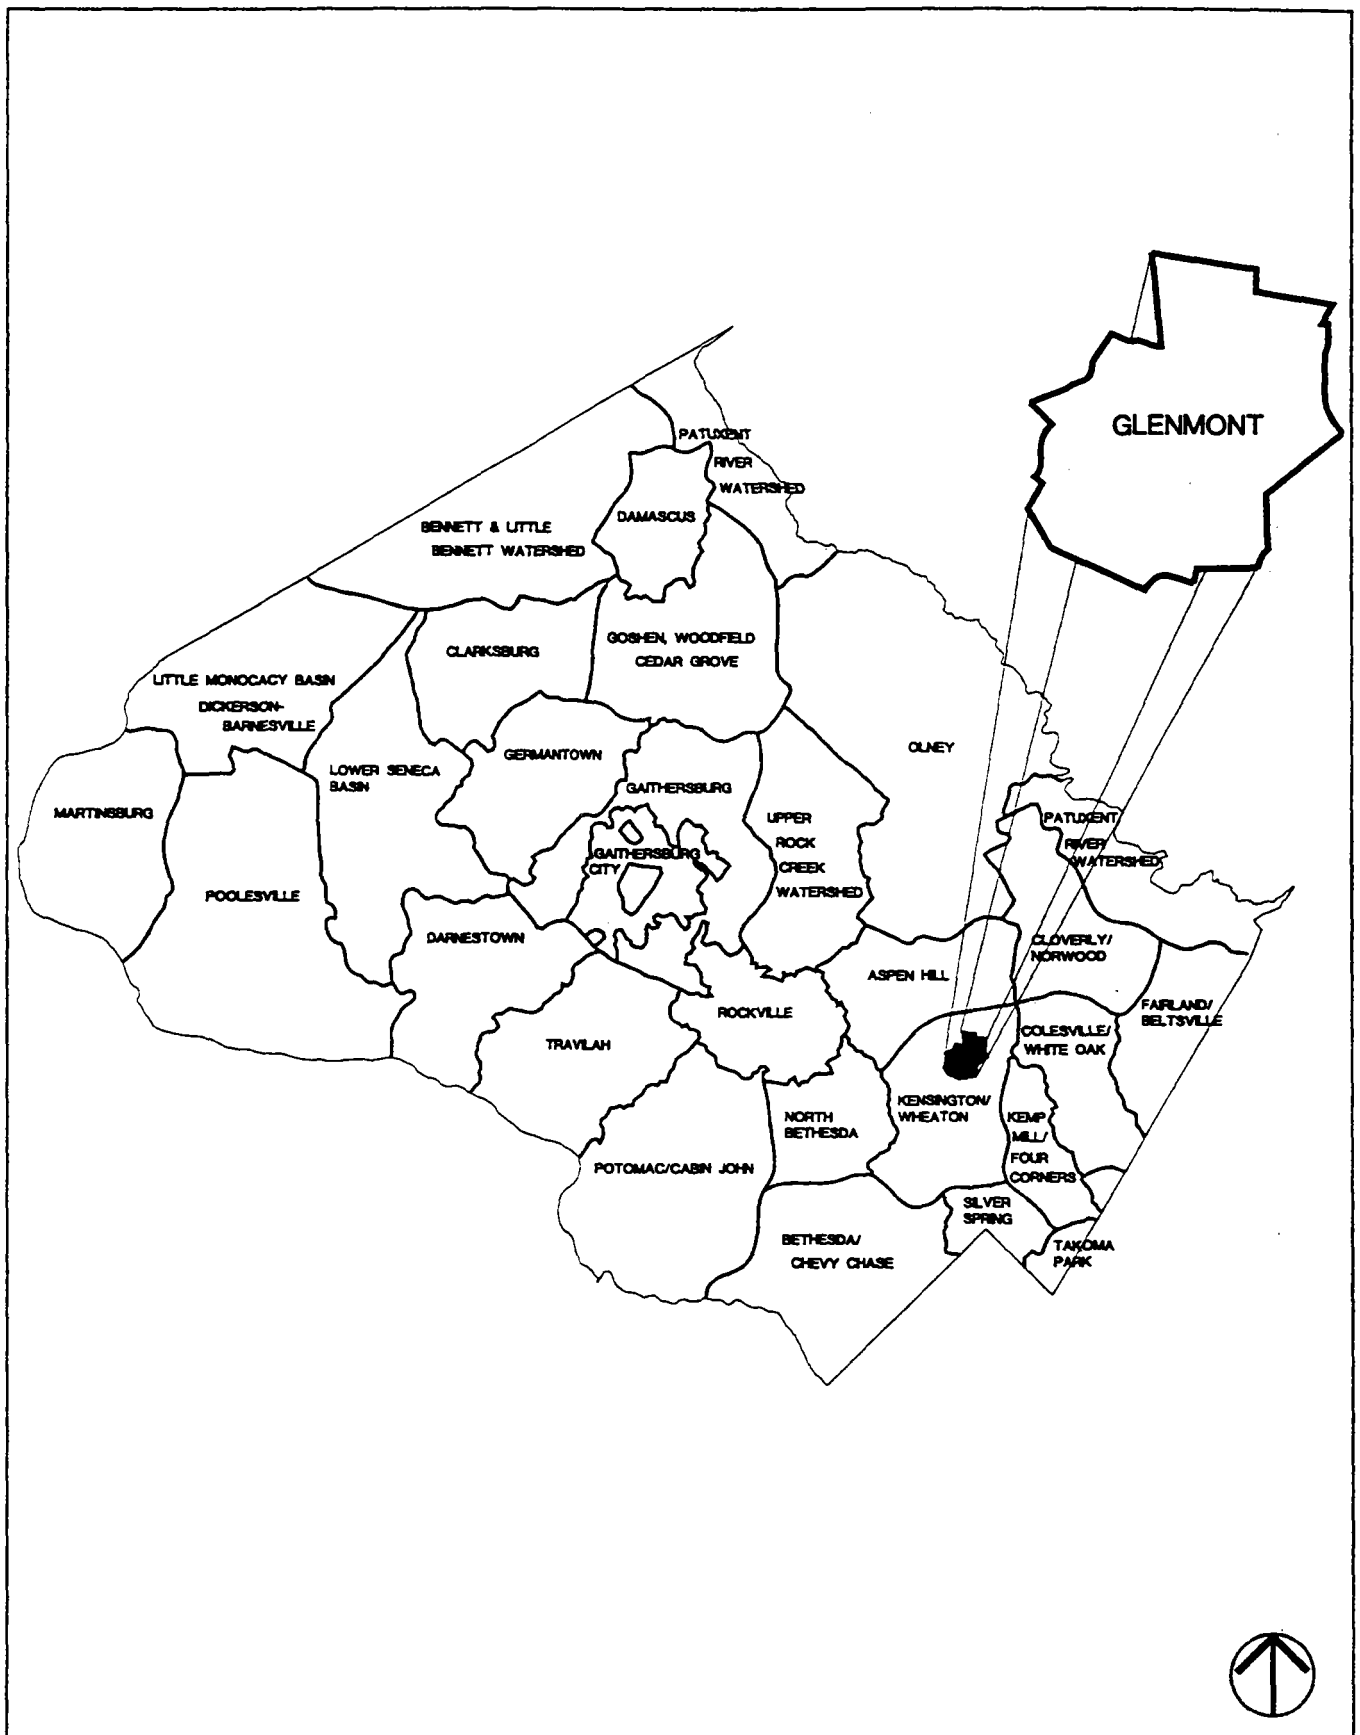 GLENMONT
PATUXENT
RIVER
WATERSHED
DAMASCUS
BENNETT & LITTLE
BENNETT WATERSHED
GOSHEN, WOODFIELD
CEDAR GROVE
CLARKSBURG
LITTLE MONOCACY BASIN
DICKERSON-
BARNESVILLE
OLNEY
GERMANTOWN
LOWER SENECA
BASIN
GAITHERSBURG
MARTINSBURG
UPPER
ROCK
CREEK
WATERSHED
PATUXENT
RIVER
WATERSHED
GAITHERSBURG
CITY
POOLESVILLE
DARNESTOWN
CLOVERLY/
NORWOOD
ASPEN HILL
FAIRLAND/
BELTSVILLE
ROCKVILLE
COLESVILLE/
WHITE OAK
TRAVILAH
KENSINGTON/
WHEATON
NORTH
BETHESDA
KEMP
MILL/
FOUR
CORNERS
POTOMAC/CABIN JOHN
SILVER
SPRING
BETHESDA/
CHEVY CHASE
TAKOMA
PARK